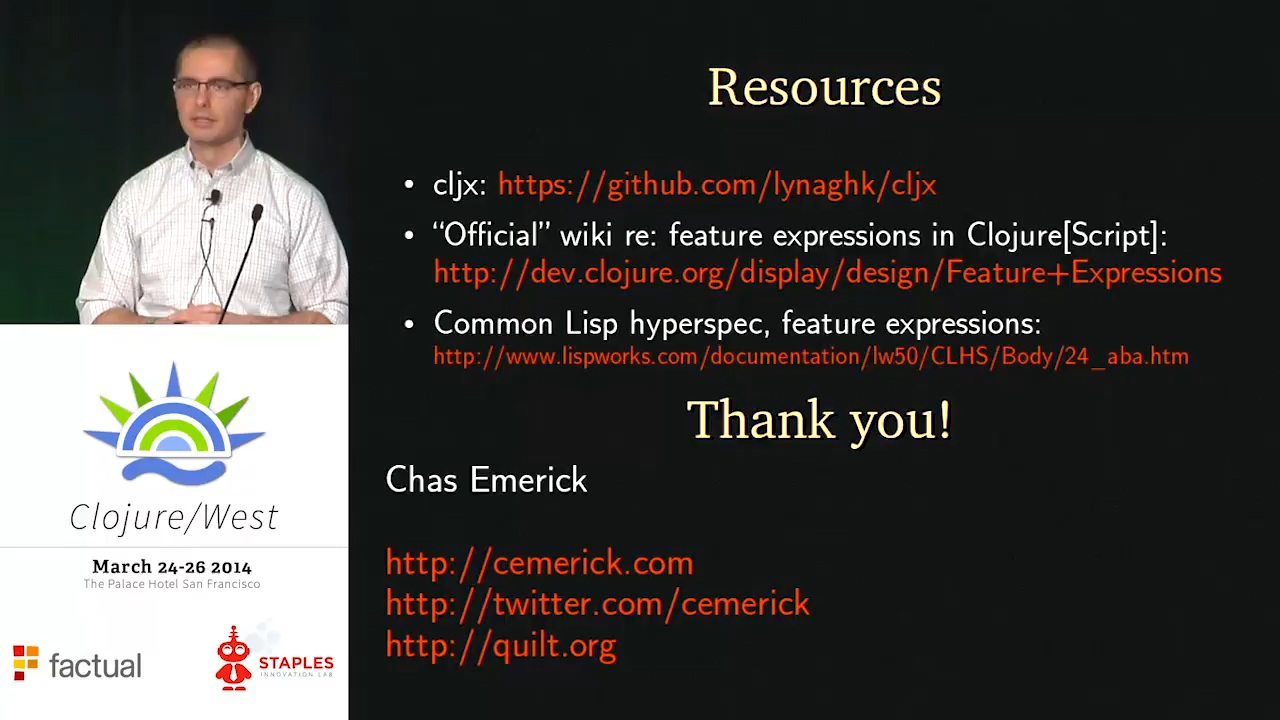 Resources
• cljx: https://github.com/lynaghk/cljx
• “Official” wiki re: feature expressions in Clojure[Script]:
http://dev.clojure.org/display/design/Feature+Expressions
• Common Lisp hyperspec, feature expressions:
http://www.lispworks.com/documentation/lw50/CLHS/Body/24_aba.htm
Thank you!
Chas Emerick
http://cemerick.com
http://twitter.com/cemerick
http://quilt.org
Clojure/West
March 24-26 2014
The Palace Hotel San Francisco
factual
STAPLES
INNOVATION LAB